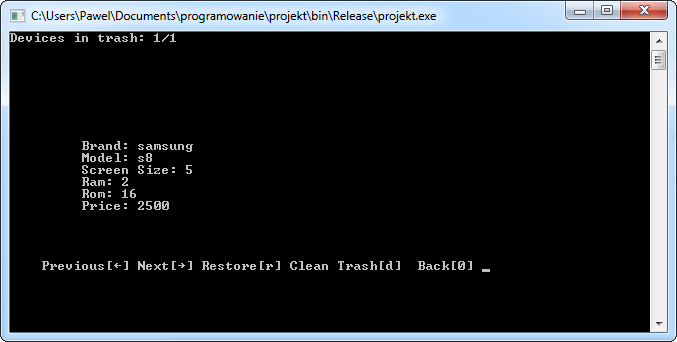 C:\Users\Pawel\Documents\programowanie\projekt\bin\Release\projekt.exe
Devices in trash: 1/1
Brand: samsung
Model: s8
Screen Size: 5
Ram: 2
Rom: 16
Price: 2500
Previous[←] Next[→] Restore[r] Clean Trash[d]  Back[0] _